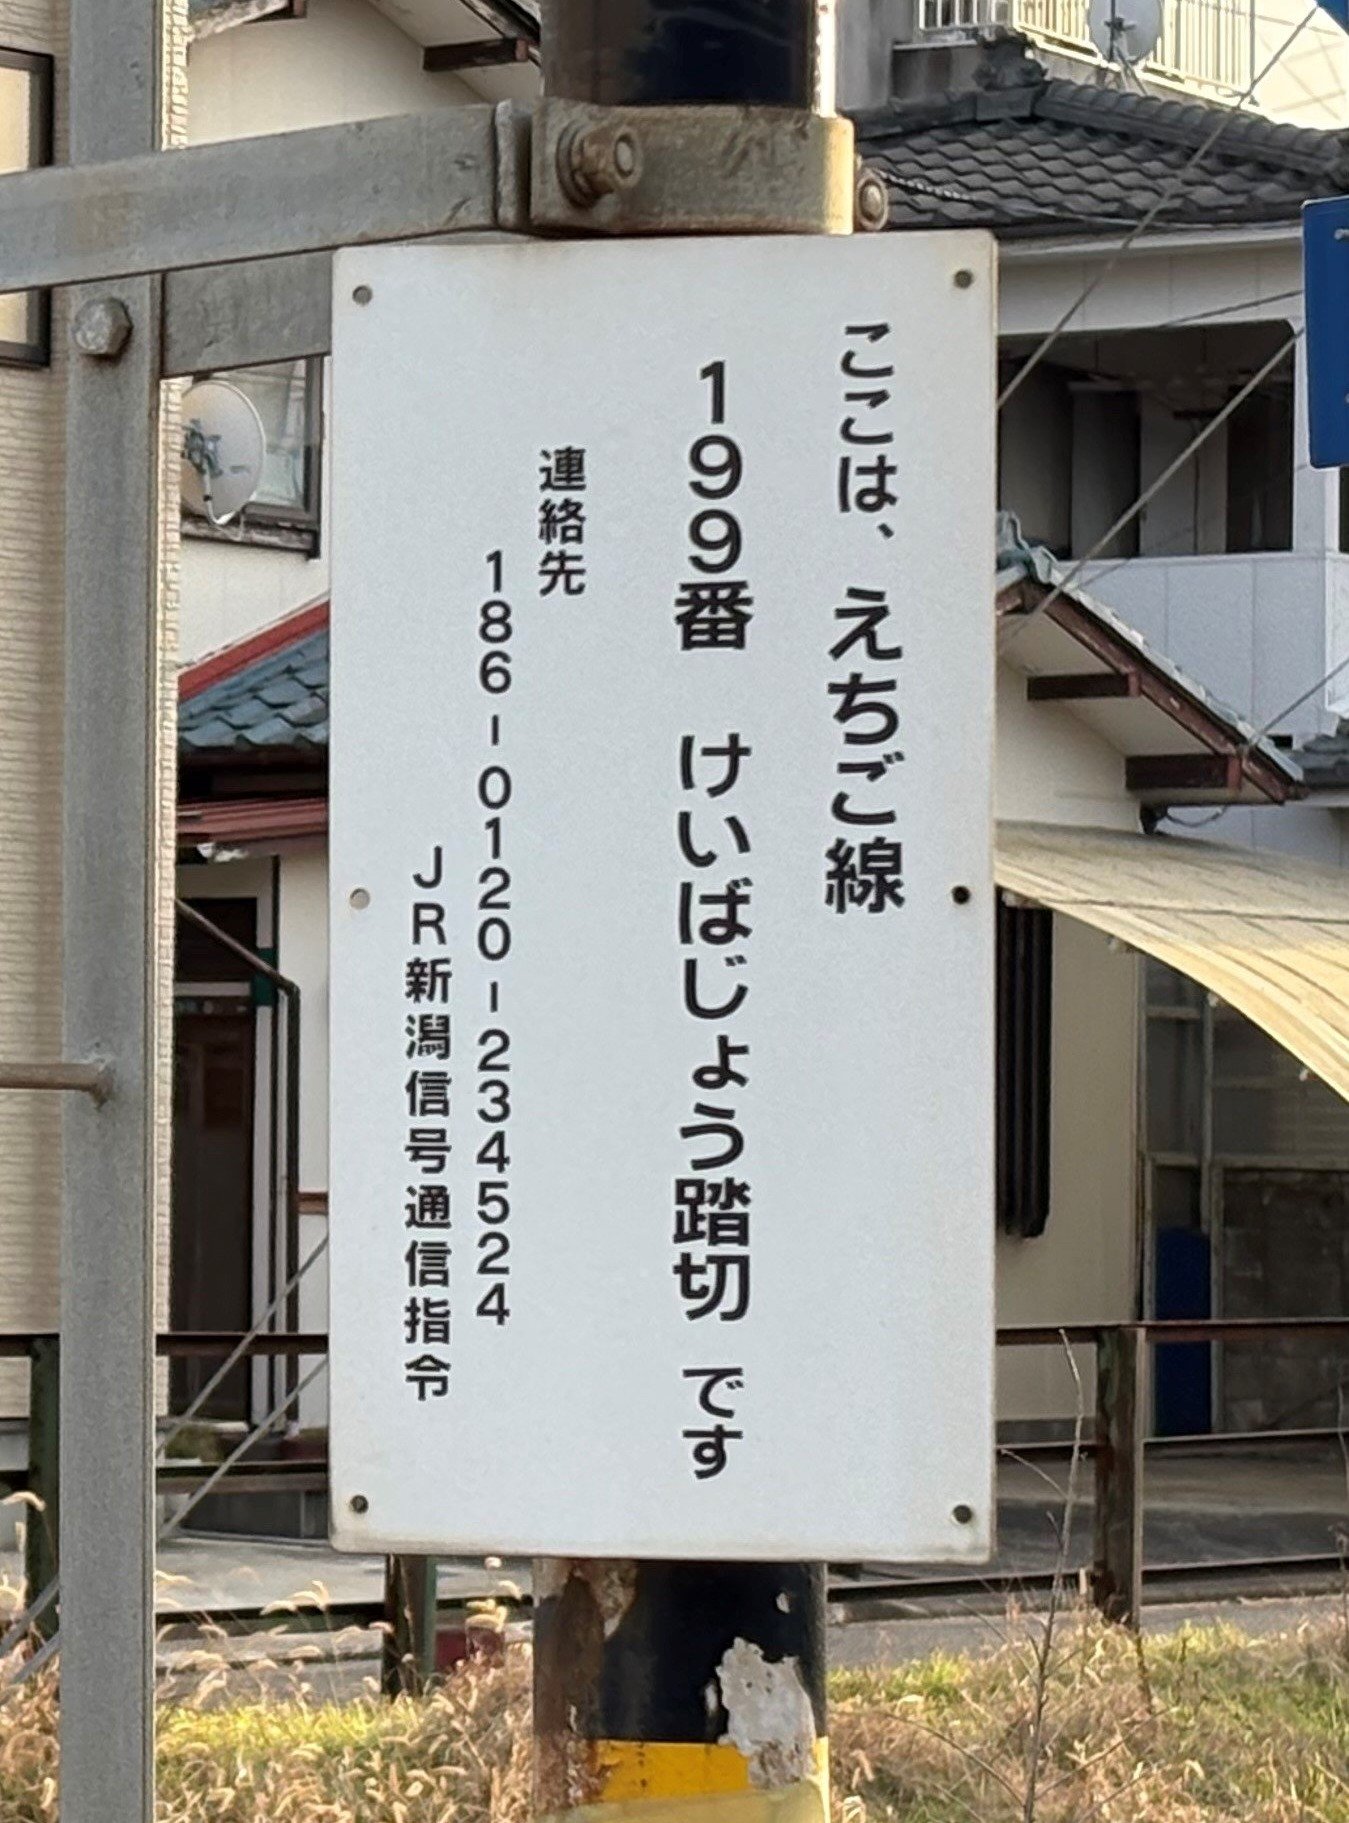 ここは、えちご線
199番　けいばじょう踏切 です
連絡先
186-0120-234524
JR新潟信号通信指令